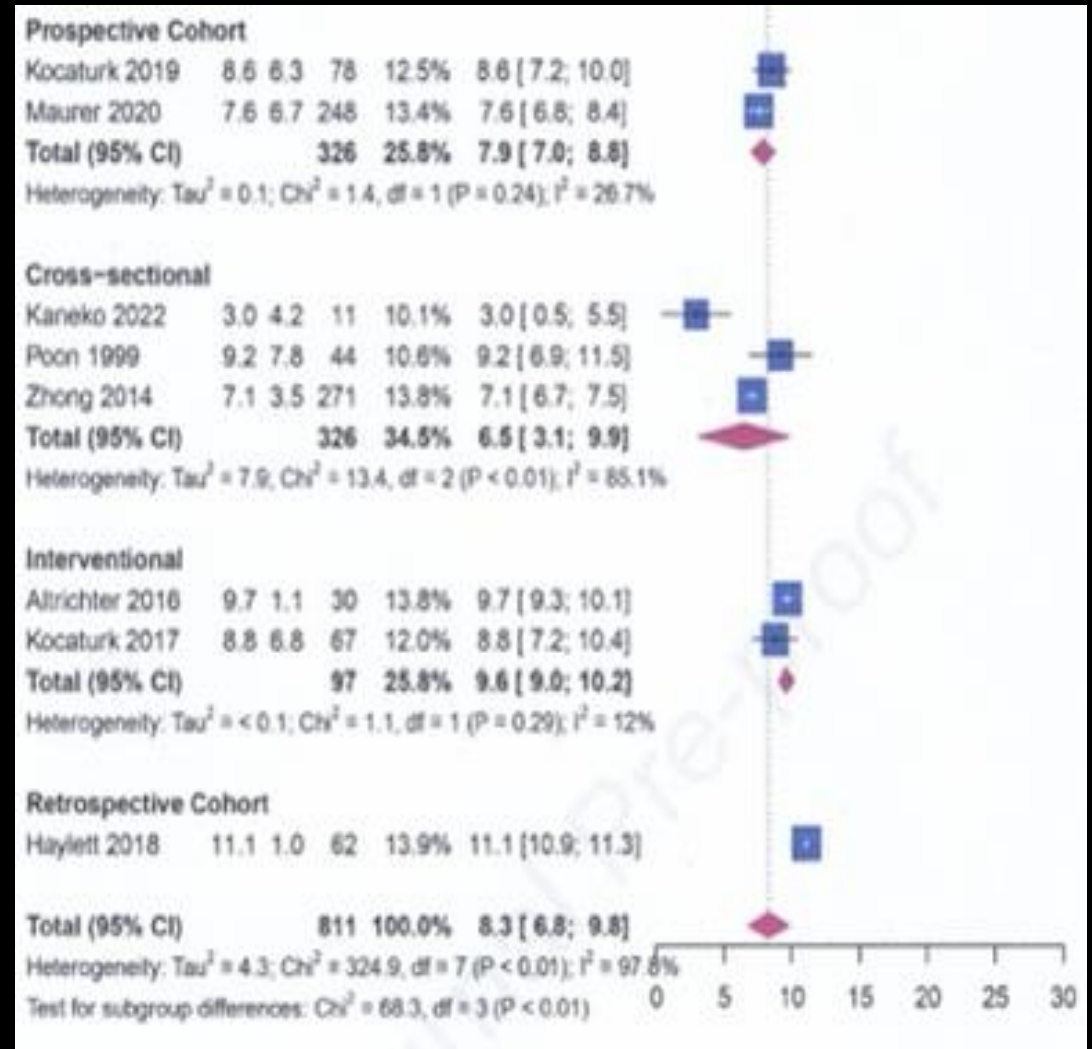 Prospective Cohort
Kocaturk 2019 8.6 6.3 78 12.5% 8.6 [ 7.2; 10.0]
Maurer 2020 7.6 6.7 248 13.4% 7.6 [ 6.8; 8.4]
Total (95% CI) 326 25.8% 7.9 [ 7.0; 8.8]
Heterogeneity: Tau² = 0.1; Chi² = 1.4, df = 1 (P = 0.24); I² = 26.7%
Cross−sectional
Kaneko 2022 3.0 4.2 11 10.1% 3.0 [ 0.5; 5.5]
Poon 1999 9.2 7.8 44 10.6% 9.2 [ 6.9; 11.5]
Zhong 2014 7.1 3.5 271 13.8% 7.1 [ 6.7; 7.5]
Total (95% CI) 326 34.5% 6.5 [ 3.1; 9.9]
Heterogeneity: Tau² = 7.9; Chi² = 13.4, df = 2 (P < 0.01); I² = 85.1%
Interventional
Altrichter 2016 9.7 1.1 30 13.8% 9.7 [ 9.3; 10.1]
Kocaturk 2017 8.8 6.8 67 12.0% 8.8 [ 7.2; 10.4]
Total (95% CI) 97 25.8% 9.6 [ 9.0; 10.2]
Heterogeneity: Tau² = < 0.1; Chi² = 1.1, df = 1 (P = 0.29); I² = 12%
Retrospective Cohort
Haylett 2018 11.1 1.0 62 13.9% 11.1 [10.9; 11.3]
Total (95% CI) 811 100.0% 8.3 [ 6.8; 9.8]
Heterogeneity: Tau² = 4.3; Chi² = 324.9, df = 7 (P < 0.01); I² = 97.8%
Test for subgroup differences: Chi² = 68.3, df = 3 (P < 0.01)
0 5 10 15 20 25 30
Pre-proof